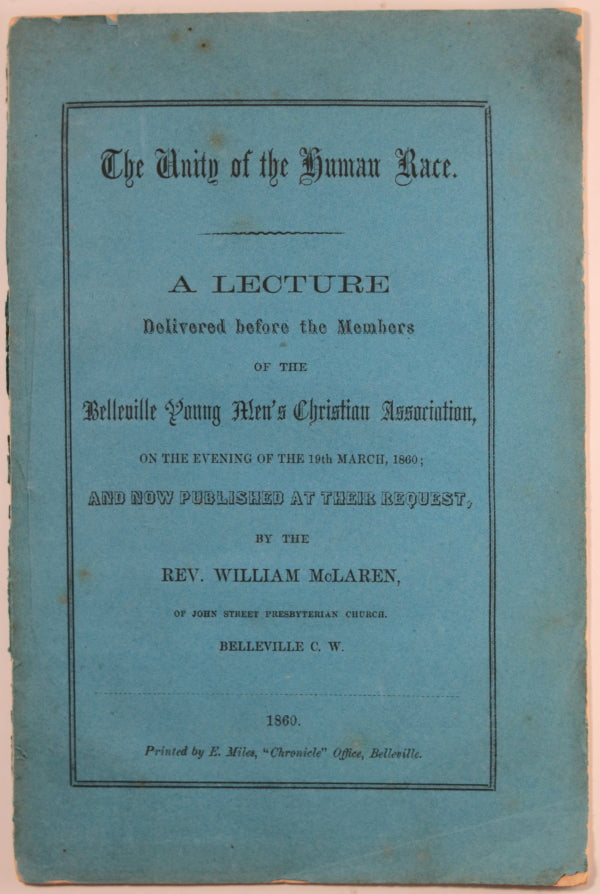 The Unity of the Human Race.
A LECTURE
Delivered before the Members
OF THE
Belleville Young Men's Christian Association,
ON THE EVENING OF THE 19th MARCH, 1860;
AND NOW PUBLISHED AT THEIR REQUEST,
BY THE
REV. WILLIAM McLAREN,
OF JOHN STREET PRESBYTERIAN CHURCH.
BELLEVILLE C. W.
1860.
Printed by E. Miles, "Chronicle" Office, Belleville.